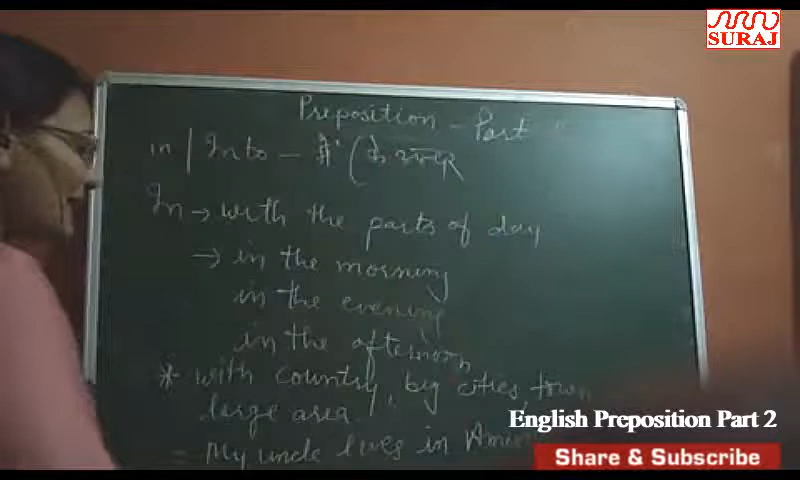 SURAJ
Preposition - Part
in / Into - में ( के अन्दर
In → with the parts of day
→ in the morning
in the evening
in the afternoon
* with country, big cities, town
large area.
= My uncle lives in
English Preposition Part 2
Share & Subscribe